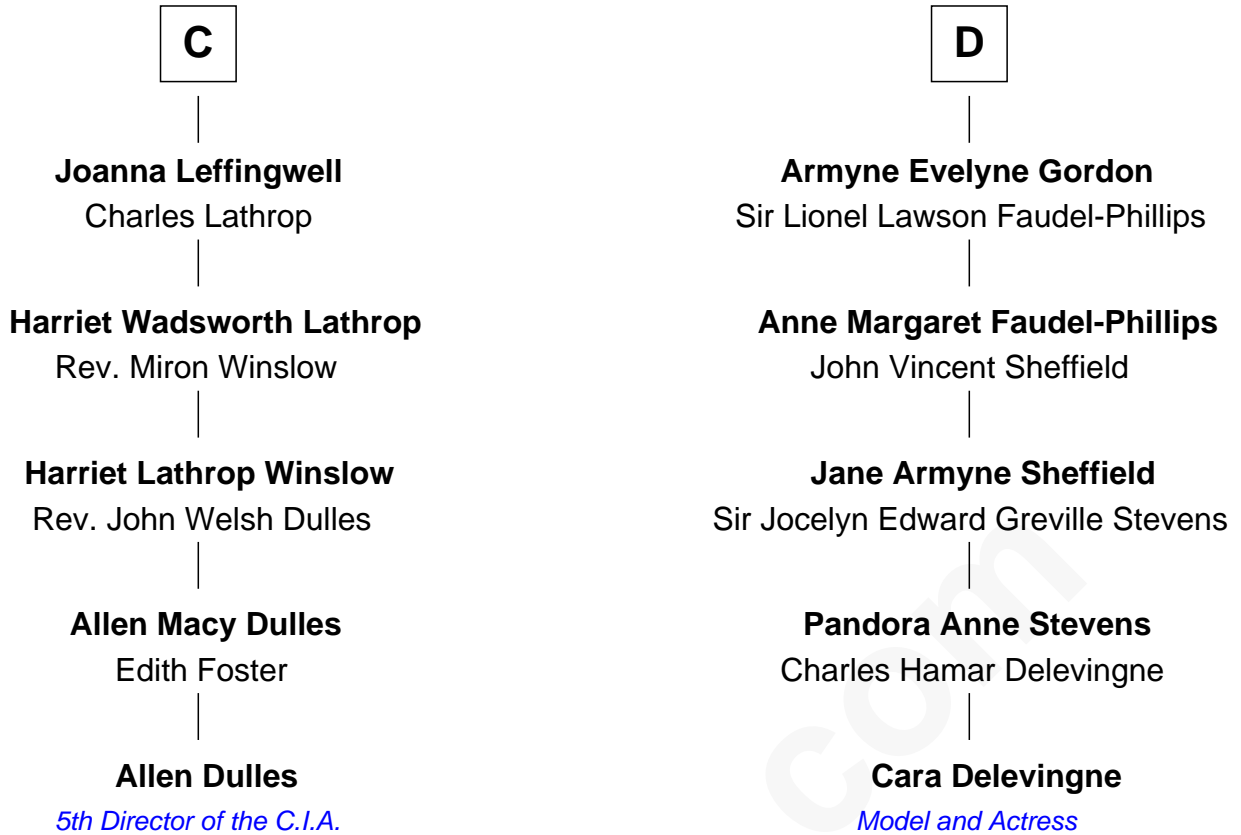 C
Joanna Leffingwell
Charles Lathrop
Harriet Wadsworth Lathrop
Rev. Miron Winslow
Harriet Lathrop Winslow
Rev. John Welsh Dulles
Allen Macy Dulles
Edith Foster
Allen Dulles
5th Director of the C.I.A.
D
Armyne Evelyne Gordon
Sir Lionel Lawson Faudel-Phillips
Anne Margaret Faudel-Phillips
John Vincent Sheffield
Jane Armyne Sheffield
Sir Jocelyn Edward Greville Stevens
Pandora Anne Stevens
Charles Hamar Delevingne
Cara Delevingne
Model and Actress
com